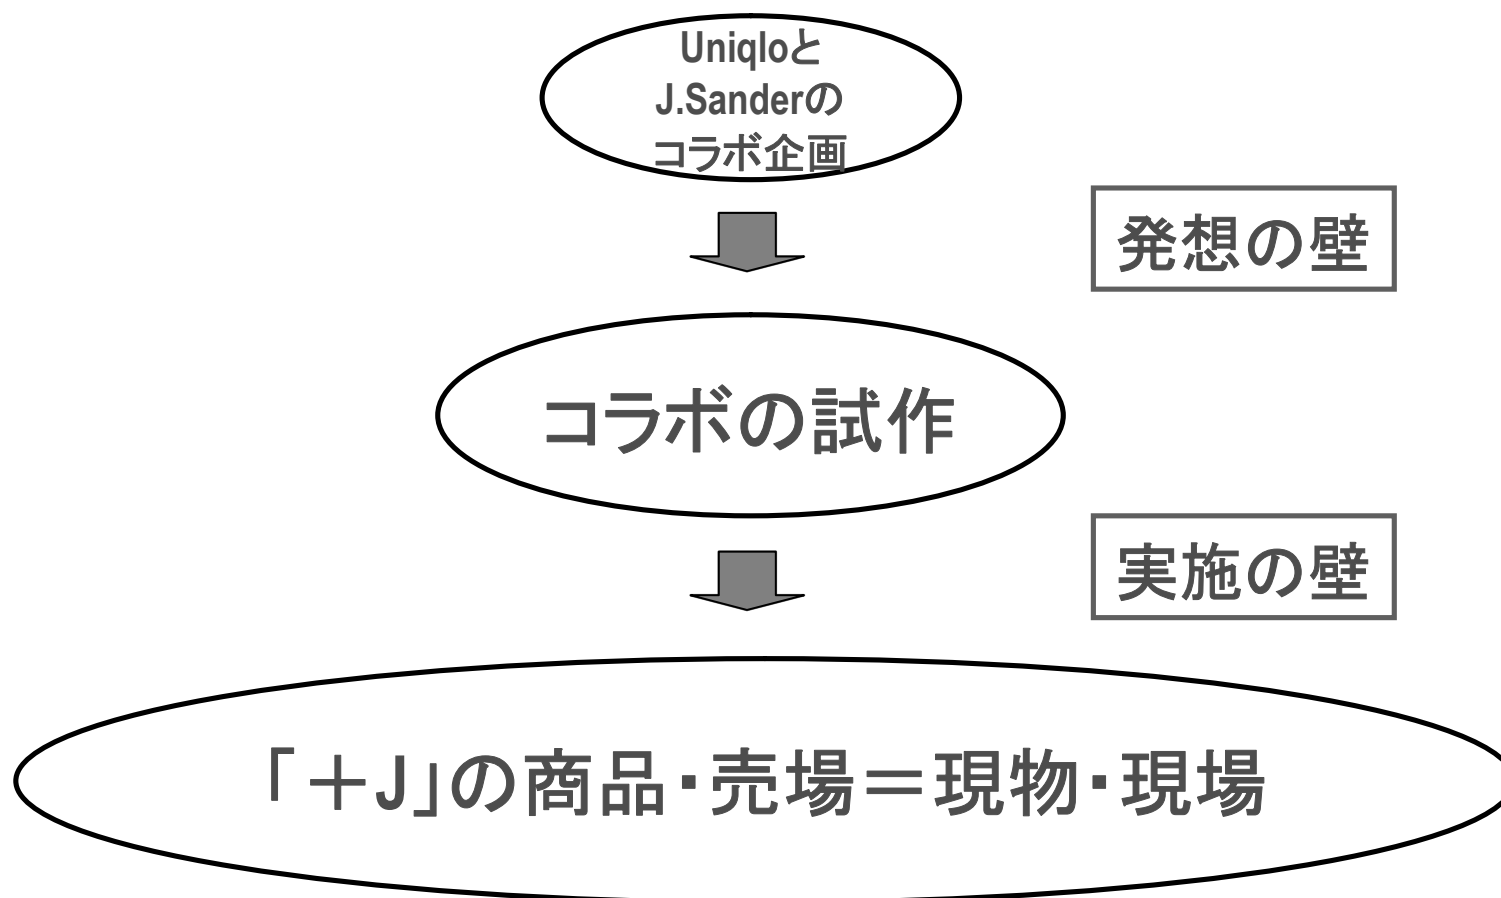 Uniqloと
J.Sanderの
コラボ企画
発想の壁
コラボの試作
実施の壁
「＋J」の商品・売場＝現物・現場